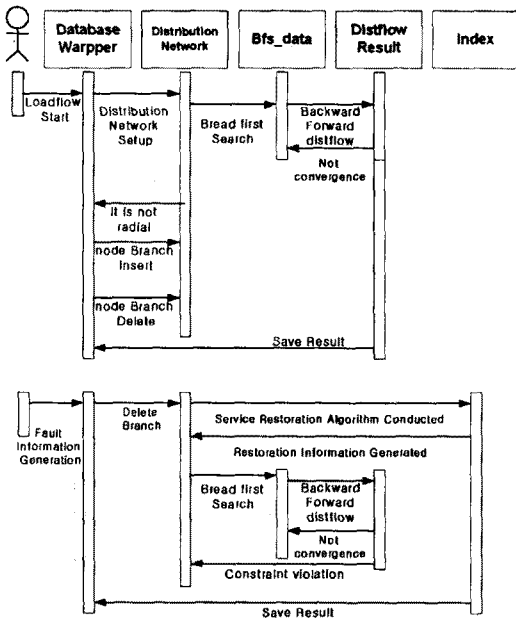 Database
Warpper
Distribution
Network
Bfs_data
Distflow
Result
Index
Loadflow
Start
Distribution
Network
Setup
Bread first
Search
Backward
Forward
distflow
Not
convergence
It is not
radial
node Branch
Insert
node Branch
Delete
Save Result
Fault
Information
Generation
Delete
Branch
Service Restoration Algorithm Conducted
Restoration Information Generated
Bread first
Search
Backward
Forward
distflow
Not
convergence
Constraint violation
Save Result